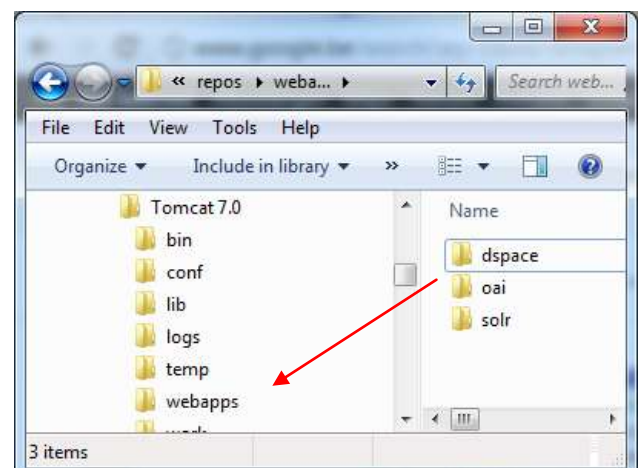 « repos ▸ weba... ▸ Search web...
File Edit View Tools Help
Organize ▾ Include in library ▾ »
Tomcat 7.0
bin
conf
lib
logs
temp
webapps
Name
dspace
oai
solr
3 items